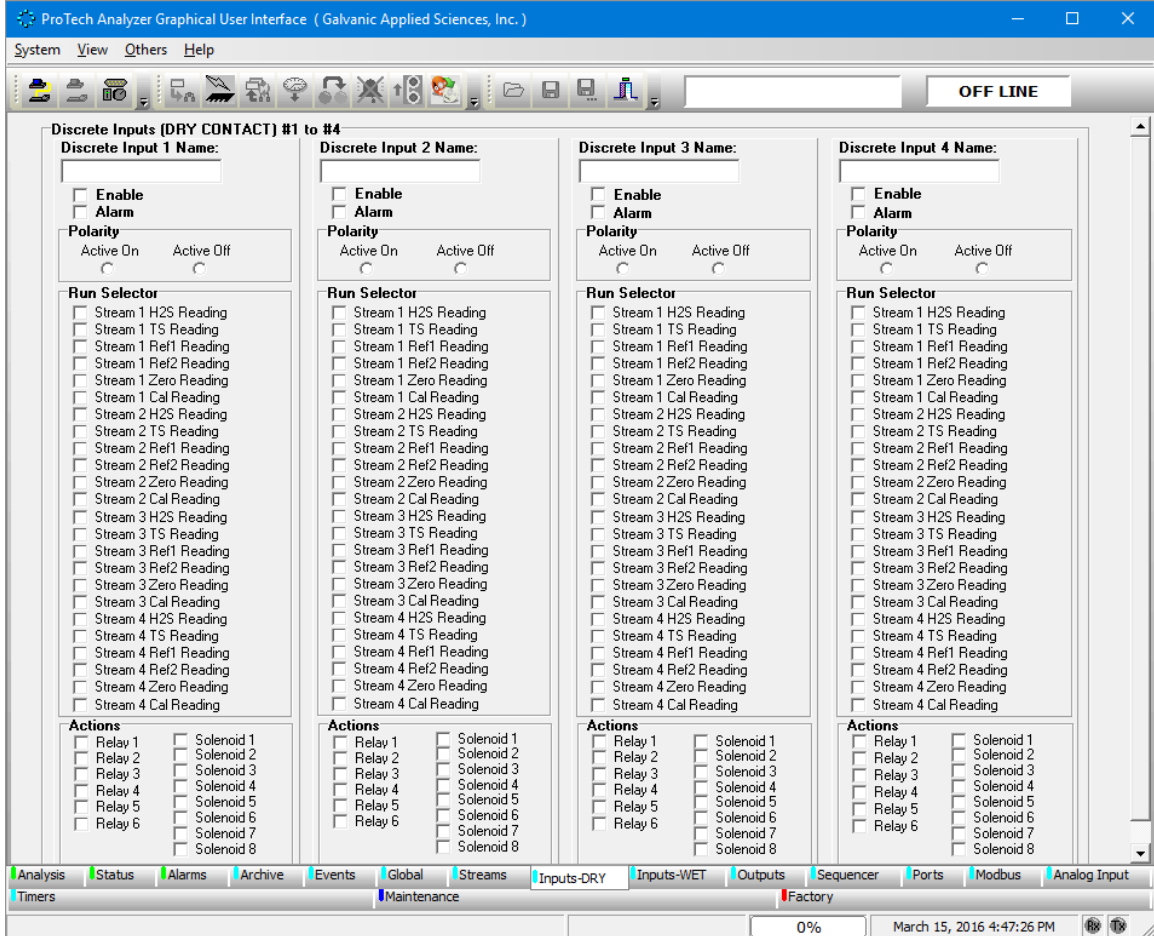 ProTech Analyzer Graphical User Interface ( Galvanic Applied Sciences, Inc. )
System View Others Help
OFF LINE
Discrete Inputs (DRY CONTACT) #1 to #4
Discrete Input 1 Name: Discrete Input 2 Name: Discrete Input 3 Name: Discrete Input 4 Name:
Enable Enable Enable Enable
Alarm Alarm Alarm Alarm
Polarity Polarity Polarity Polarity
Active On Active Off Active On Active Off Active On Active Off Active On Active Off
Run Selector Run Selector Run Selector Run Selector
Stream 1 H2S Reading Stream 1 H2S Reading Stream 1 H2S Reading Stream 1 H2S Reading
Stream 1 TS Reading Stream 1 TS Reading Stream 1 TS Reading Stream 1 TS Reading
Stream 1 Ref1 Reading Stream 1 Ref1 Reading Stream 1 Ref1 Reading Stream 1 Ref1 Reading
Stream 1 Ref2 Reading Stream 1 Ref2 Reading Stream 1 Ref2 Reading Stream 1 Ref2 Reading
Stream 1 Zero Reading Stream 1 Zero Reading Stream 1 Zero Reading Stream 1 Zero Reading
Stream 1 Cal Reading Stream 1 Cal Reading Stream 1 Cal Reading Stream 1 Cal Reading
Stream 2 H2S Reading Stream 2 H2S Reading Stream 2 H2S Reading Stream 2 H2S Reading
Stream 2 TS Reading Stream 2 TS Reading Stream 2 TS Reading Stream 2 TS Reading
Stream 2 Ref1 Reading Stream 2 Ref1 Reading Stream 2 Ref1 Reading Stream 2 Ref1 Reading
Stream 2 Ref2 Reading Stream 2 Ref2 Reading Stream 2 Ref2 Reading Stream 2 Ref2 Reading
Stream 2 Zero Reading Stream 2 Zero Reading Stream 2 Zero Reading Stream 2 Zero Reading
Stream 2 Cal Reading Stream 2 Cal Reading Stream 2 Cal Reading Stream 2 Cal Reading
Stream 3 H2S Reading Stream 3 H2S Reading Stream 3 H2S Reading Stream 3 H2S Reading
Stream 3 TS Reading Stream 3 TS Reading Stream 3 TS Reading Stream 3 TS Reading
Stream 3 Ref1 Reading Stream 3 Ref1 Reading Stream 3 Ref1 Reading Stream 3 Ref1 Reading
Stream 3 Ref2 Reading Stream 3 Ref2 Reading Stream 3 Ref2 Reading Stream 3 Ref2 Reading
Stream 3 Zero Reading Stream 3 Zero Reading Stream 3 Zero Reading Stream 3 Zero Reading
Stream 3 Cal Reading Stream 3 Cal Reading Stream 3 Cal Reading Stream 3 Cal Reading
Stream 4 H2S Reading Stream 4 H2S Reading Stream 4 H2S Reading Stream 4 H2S Reading
Stream 4 TS Reading Stream 4 TS Reading Stream 4 TS Reading Stream 4 TS Reading
Stream 4 Ref1 Reading Stream 4 Ref1 Reading Stream 4 Ref1 Reading Stream 4 Ref1 Reading
Stream 4 Ref2 Reading Stream 4 Ref2 Reading Stream 4 Ref2 Reading Stream 4 Ref2 Reading
Stream 4 Zero Reading Stream 4 Zero Reading Stream 4 Zero Reading Stream 4 Zero Reading
Stream 4 Cal Reading Stream 4 Cal Reading Stream 4 Cal Reading Stream 4 Cal Reading
Actions Actions Actions Actions
Relay 1 Solenoid 1 Relay 1 Solenoid 1 Relay 1 Solenoid 1 Relay 1 Solenoid 1
Relay 2 Solenoid 2 Relay 2 Solenoid 2 Relay 2 Solenoid 2 Relay 2 Solenoid 2
Relay 3 Solenoid 3 Relay 3 Solenoid 3 Relay 3 Solenoid 3 Relay 3 Solenoid 3
Relay 4 Solenoid 4 Relay 4 Solenoid 4 Relay 4 Solenoid 4 Relay 4 Solenoid 4
Relay 5 Solenoid 5 Relay 5 Solenoid 5 Relay 5 Solenoid 5 Relay 5 Solenoid 5
Relay 6 Solenoid 6 Relay 6 Solenoid 6 Relay 6 Solenoid 6 Relay 6 Solenoid 6
Solenoid 7 Solenoid 7 Solenoid 7 Solenoid 7
Solenoid 8 Solenoid 8 Solenoid 8 Solenoid 8
Analysis Status Alarms Archive Events Global Streams Inputs-DRY Inputs-WET Outputs Sequencer Ports Modbus Analog Input
Timers Maintenance Factory
0% March 15, 2016 4:47:26 PM Rx Tx